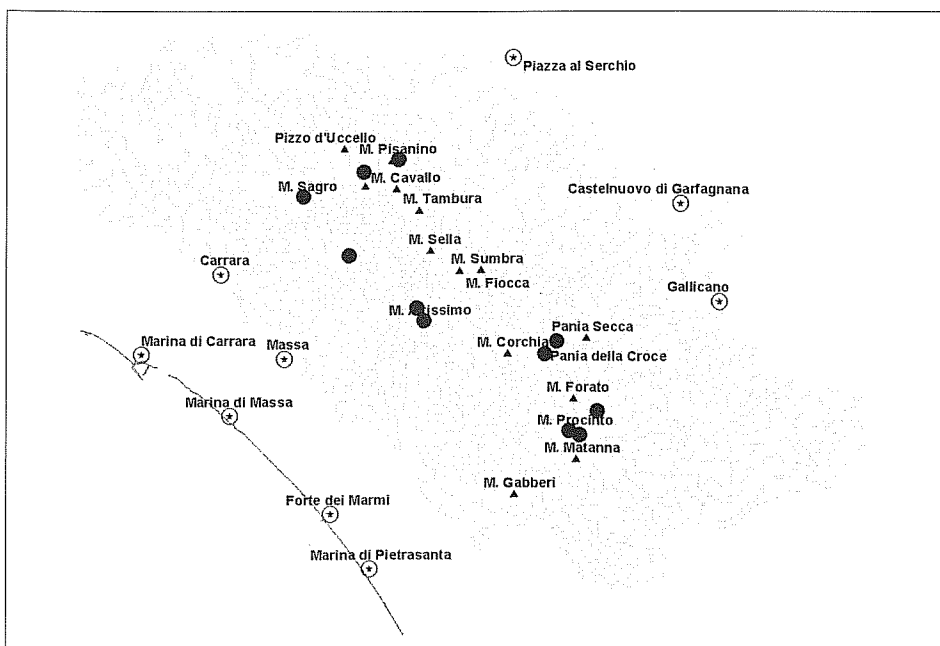 Piazza al Serchio
Pizzo d'Uccello
M. Pisanino
M. Cavallo
M. Sagro
Castelnuovo di Garfagnana
M. Tambura
M. Sella
M. Sumbra
Carrara
M. Fiocca
Gallicano
M. Altissimo
Pania Secca
Marina di Carrara
Massa
M. Corchia
Pania della Croce
M. Forato
Marina di Massa
M. Procinto
M. Matanna
M. Gabberi
Forte dei Marmi
Marina di Pietrasanta